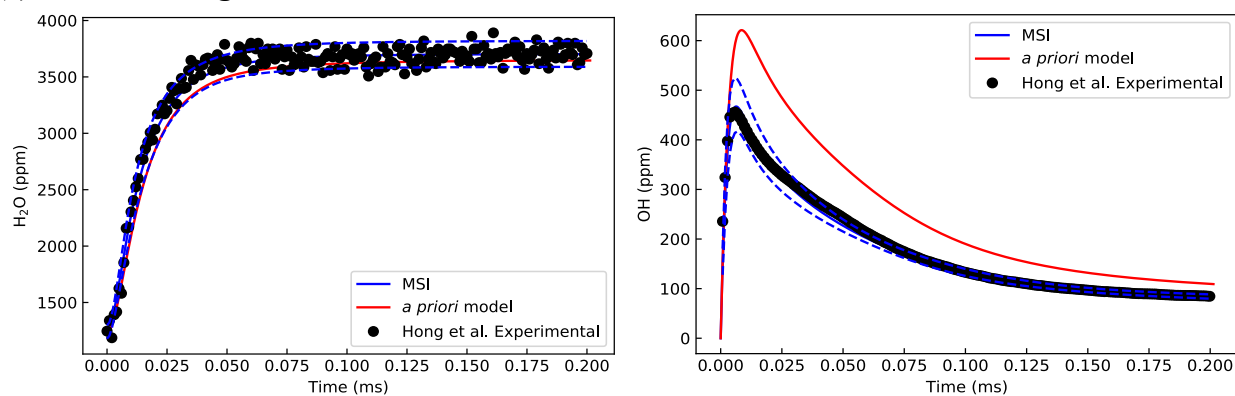 4000
3500
3000
2500
2000
1500
H₂O (ppm)
0.000 0.025 0.050 0.075 0.100 0.125 0.150 0.175 0.200
Time (ms)
MSI
a priori model
Hong et al. Experimental
600
500
400
300
200
100
0
OH (ppm)
0.000 0.025 0.050 0.075 0.100 0.125 0.150 0.175 0.200
Time (ms)
MSI
a priori model
Hong et al. Experimental